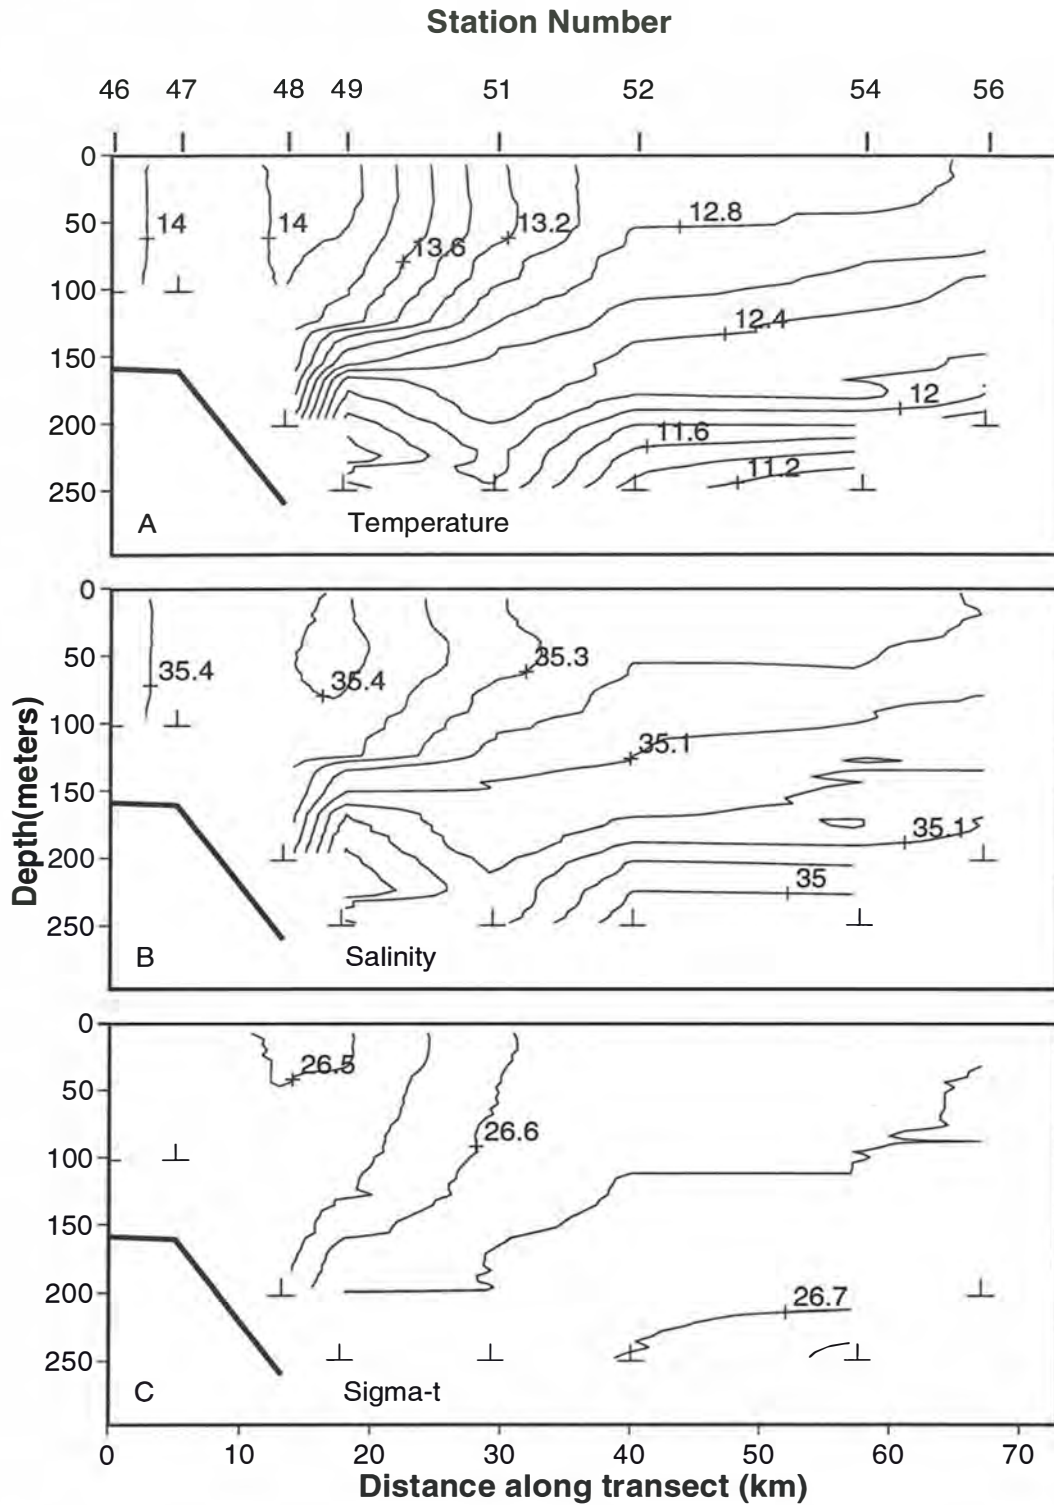 Station Number
46 47 48 49 51 52 54 56
0
50
100
150
200
250
14 14 13.6 13.2 12.8
12.4
12
11.6
11.2
A Temperature
0
50
100
150
200
250
35.4 35.4 35.3
35.1
35.1
35
B Salinity
Depth(meters)
0
50
100
150
200
250
26.5
26.6
26.7
C Sigma-t
0 10 20 30 40 50 60 70
Distance along transect (km)